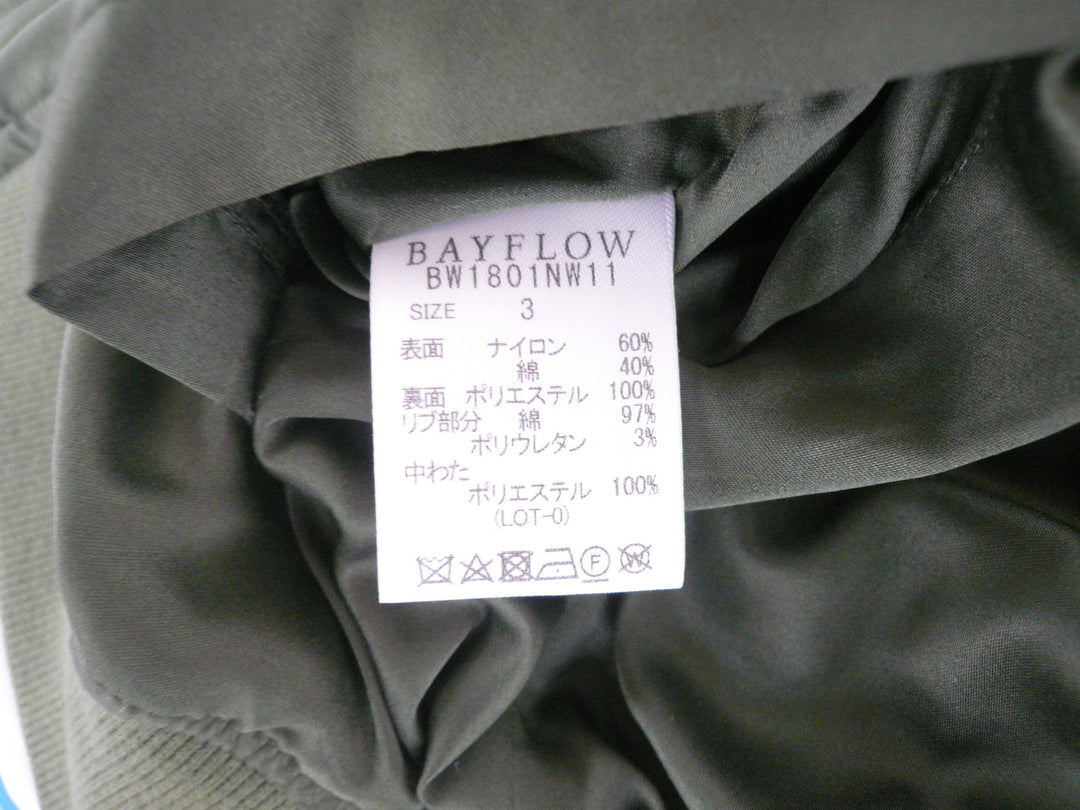 BAYFLOW
BW1801NW11
SIZE 3
表面 ナイロン 60%
綿 40%
裏面 ポリエステル 100%
リブ部分 綿 97%
ポリウレタン 3%
中わた
ポリエステル 100%
(LOT-0)
F W